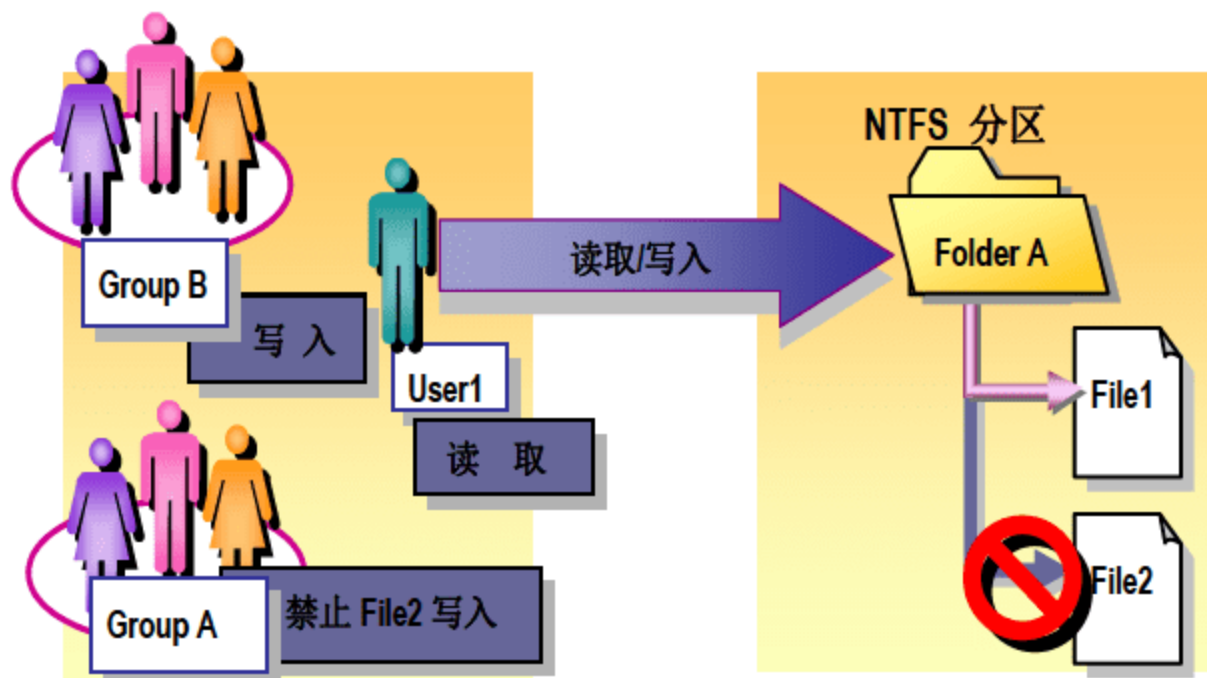 NTFS 分区
Group B
写 入
读取/写入
Folder A
User1
读 取
File1
Group A
禁止 File2 写入
File2